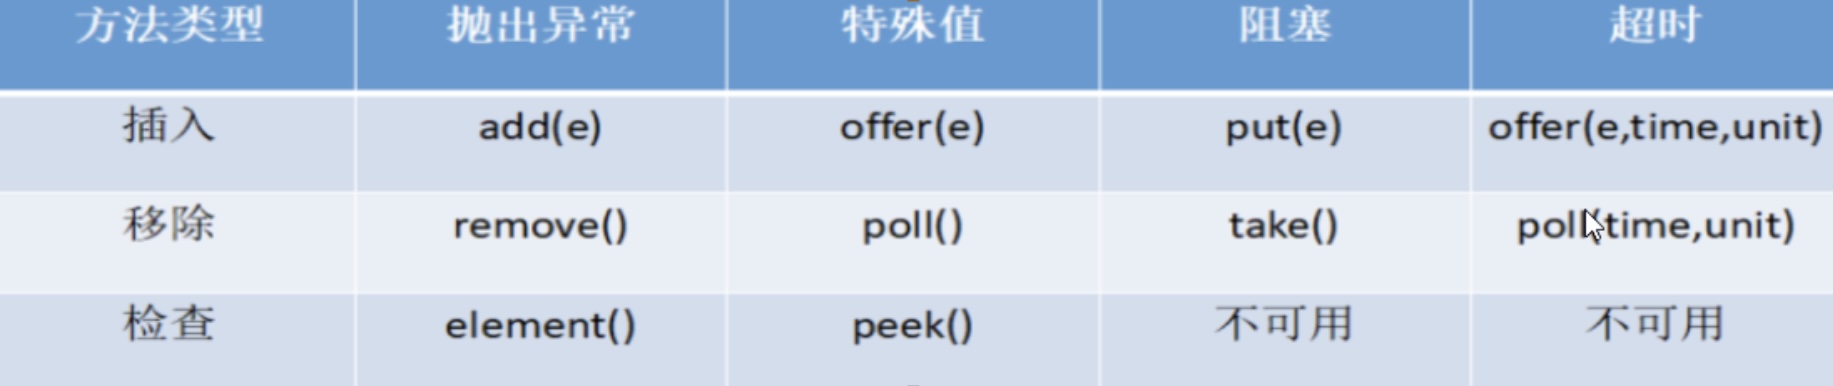 方法类型 抛出异常 特殊值 阻塞 超时
插入 add(e) offer(e) put(e) offer(e,time,unit)
移除 remove() poll() take() poll(time,unit)
检查 element() peek() 不可用 不可用